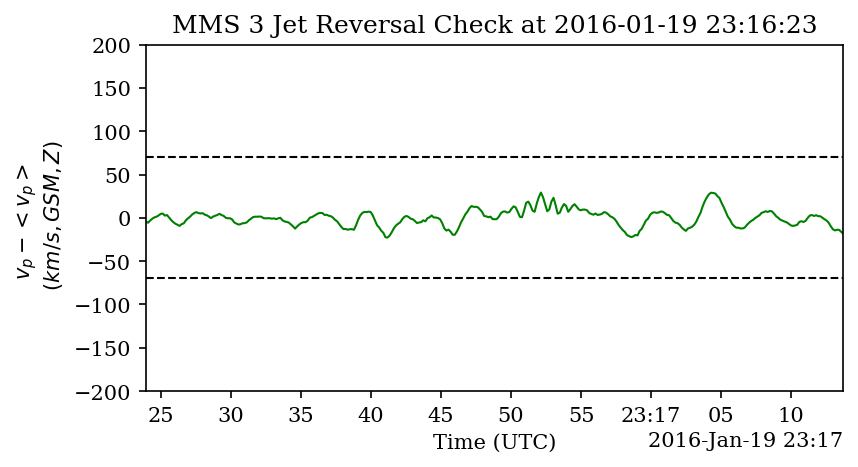 MMS 3 Jet Reversal Check at 2016-01-19 23:16:23
200
150
100
50
0
−50
−100
−150
−200
v_p − < v_p >
(km/s, GSM, Z)
25 30 35 40 45 50 55 23:17 05 10
Time (UTC)
2016-Jan-19 23:17